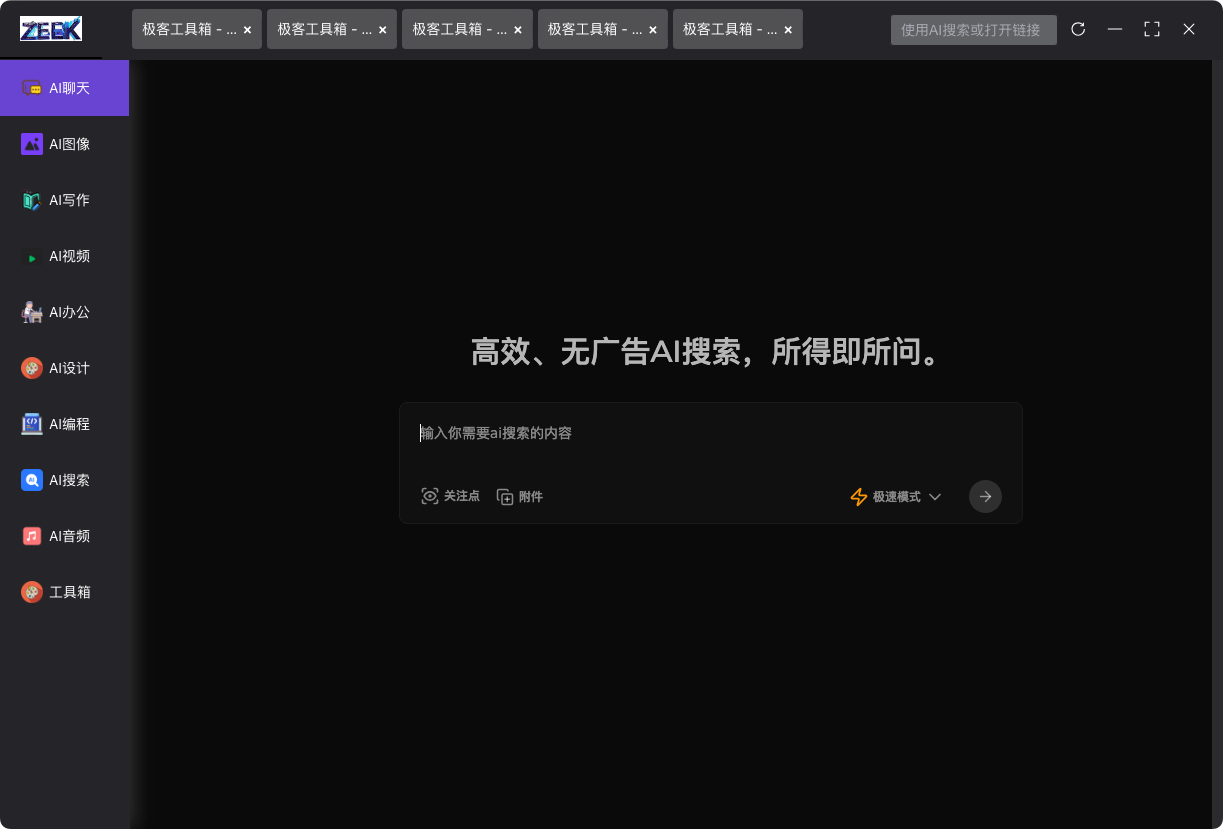 ZEEK
极客工具箱 - ... ×
极客工具箱 - ... ×
极客工具箱 - ... ×
极客工具箱 - ... ×
极客工具箱 - ... ×
使用AI搜索或打开链接
AI聊天
AI图像
AI写作
AI视频
AI办公
AI设计
AI编程
AI搜索
AI音频
工具箱
高效、无广告AI搜索，所得即所问。
输入你需要ai搜索的内容
关注点
附件
极速模式